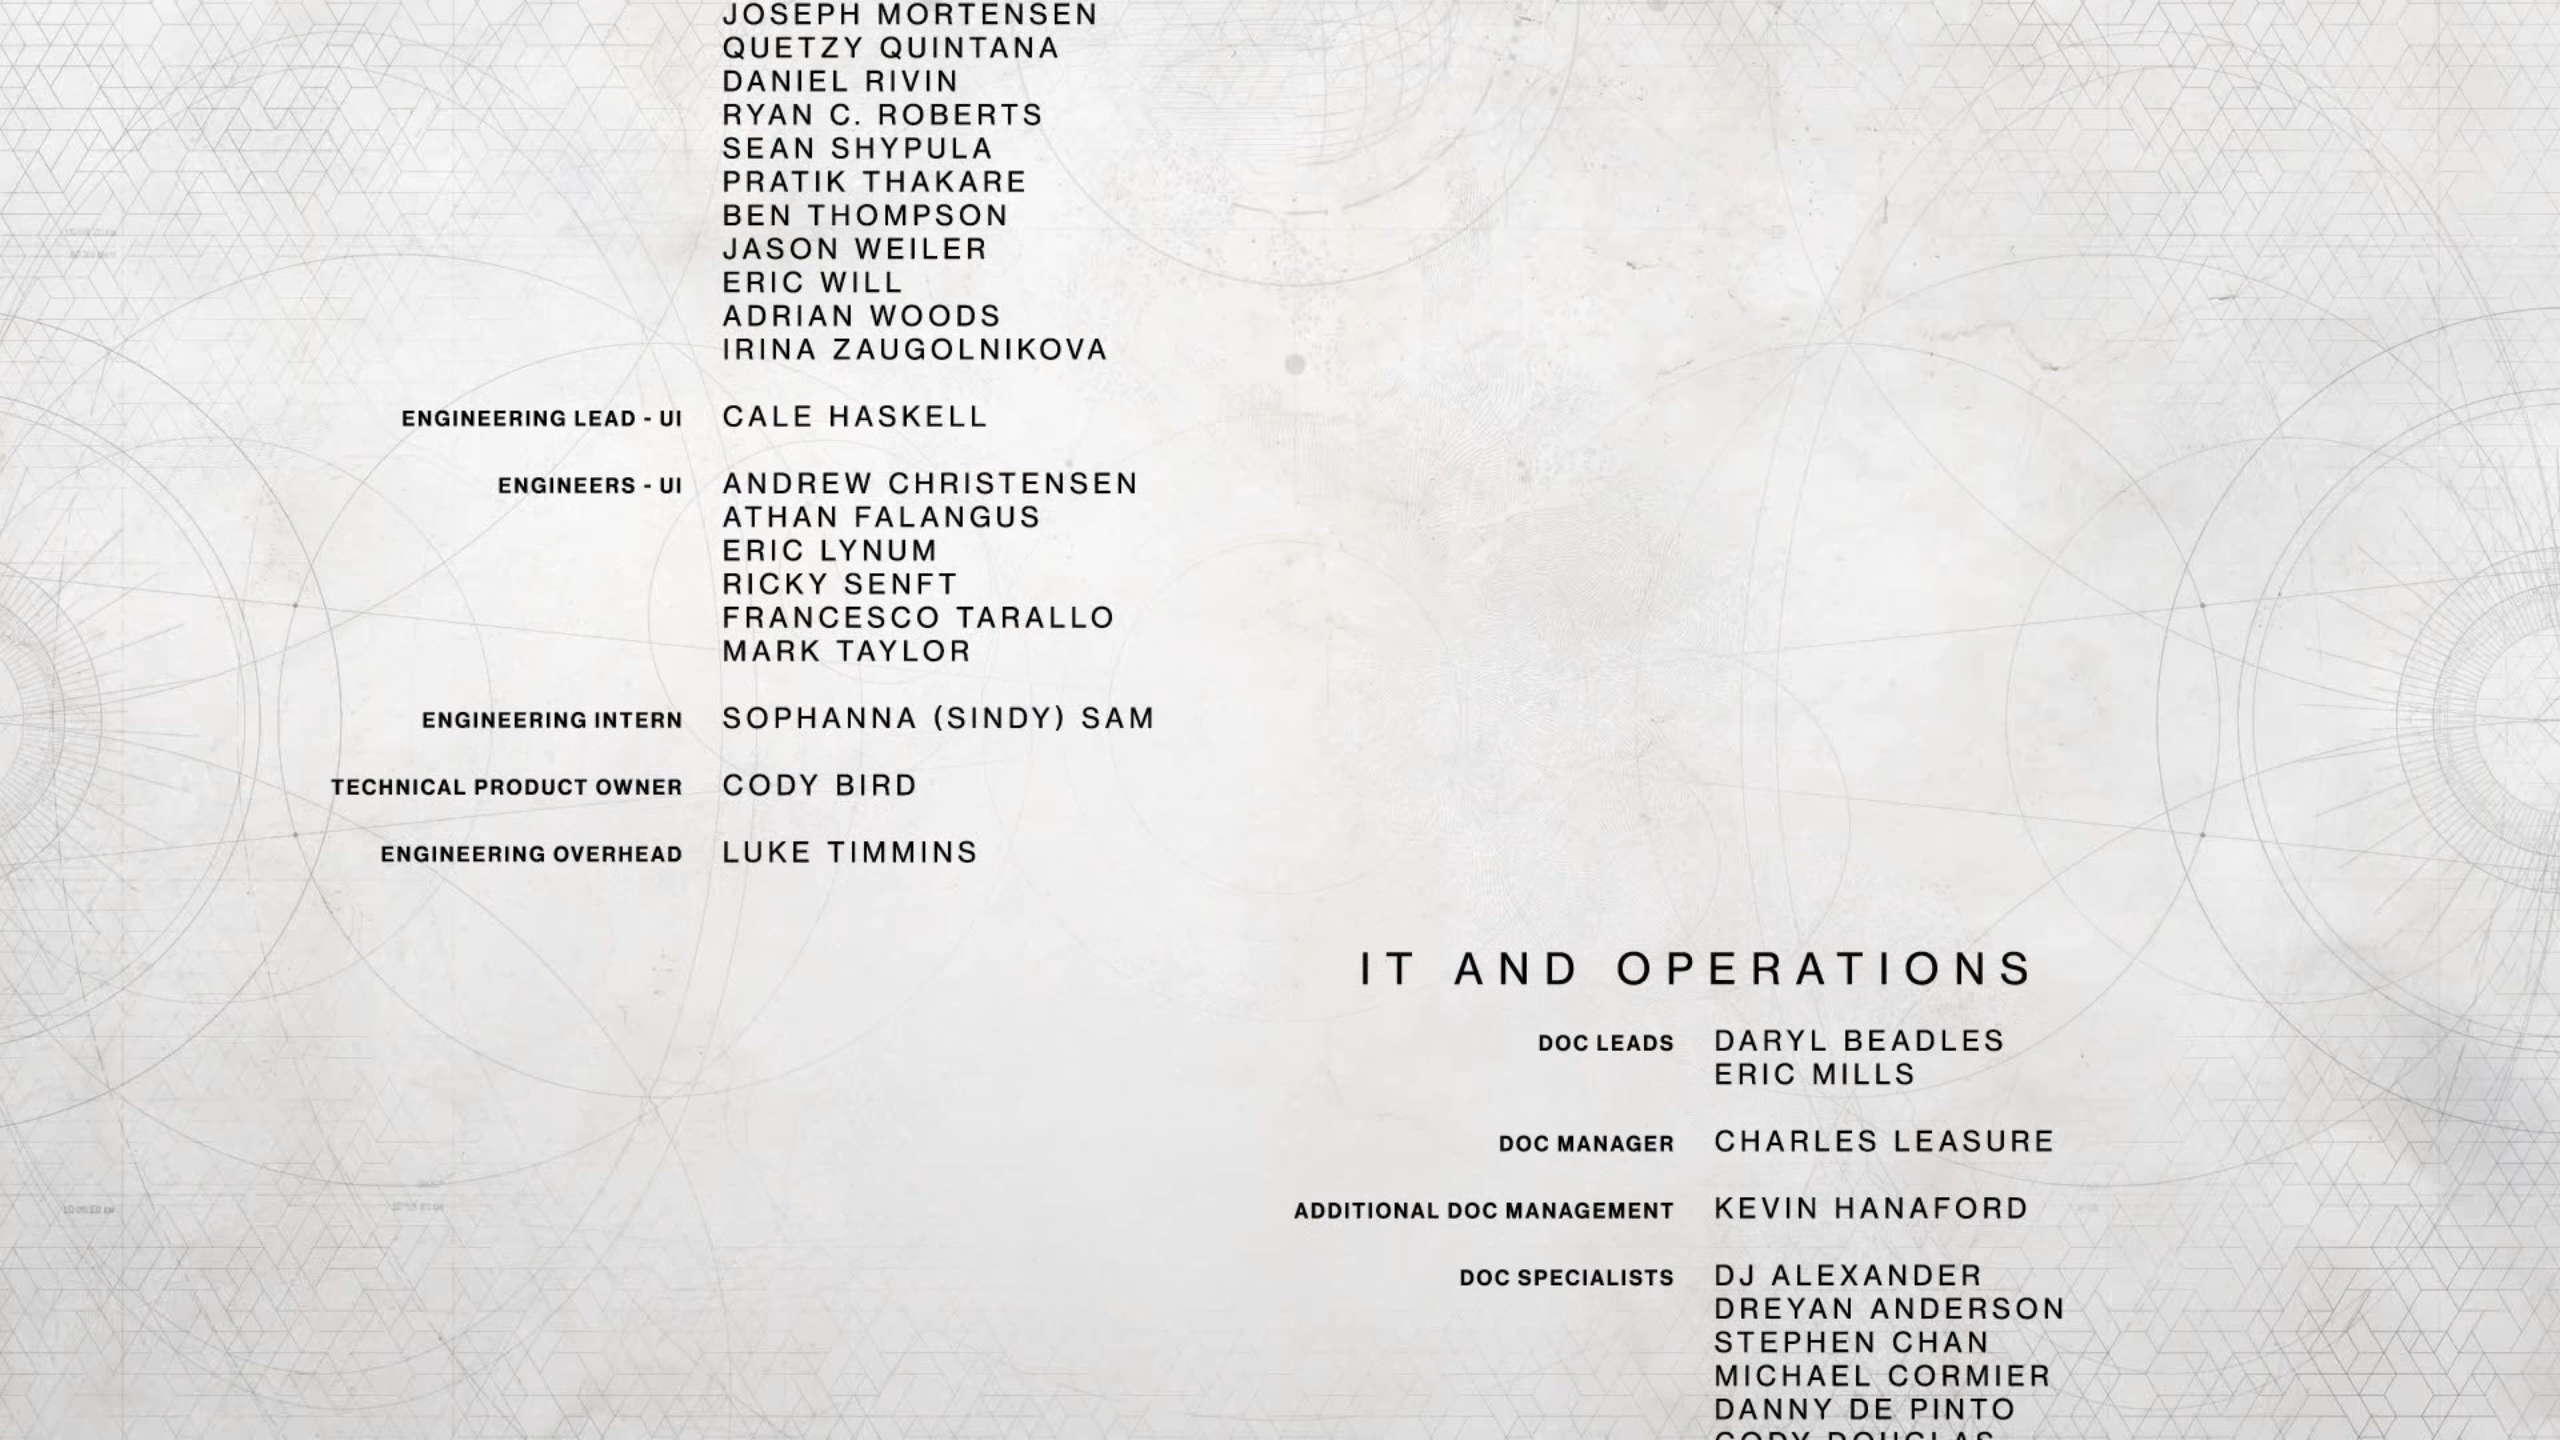 JOSEPH MORTENSEN
QUETZY QUINTANA
DANIEL RIVIN
RYAN C. ROBERTS
SEAN SHYPULA
PRATIK THAKARE
BEN THOMPSON
JASON WEILER
ERIC WILL
ADRIAN WOODS
IRINA ZAUGOLNIKOVA
ENGINEERING LEAD - UI CALE HASKELL
ENGINEERS - UI ANDREW CHRISTENSEN
ATHAN FALANGUS
ERIC LYNUM
RICKY SENFT
FRANCESCO TARALLO
MARK TAYLOR
ENGINEERING INTERN SOPHANNA (SINDY) SAM
TECHNICAL PRODUCT OWNER CODY BIRD
ENGINEERING OVERHEAD LUKE TIMMINS
IT AND OPERATIONS
DOC LEADS DARYL BEADLES
ERIC MILLS
DOC MANAGER CHARLES LEASURE
ADDITIONAL DOC MANAGEMENT KEVIN HANAFORD
DOC SPECIALISTS DJ ALEXANDER
DREYAN ANDERSON
STEPHEN CHAN
MICHAEL CORMIER
DANNY DE PINTO
CODY DOUGLAS